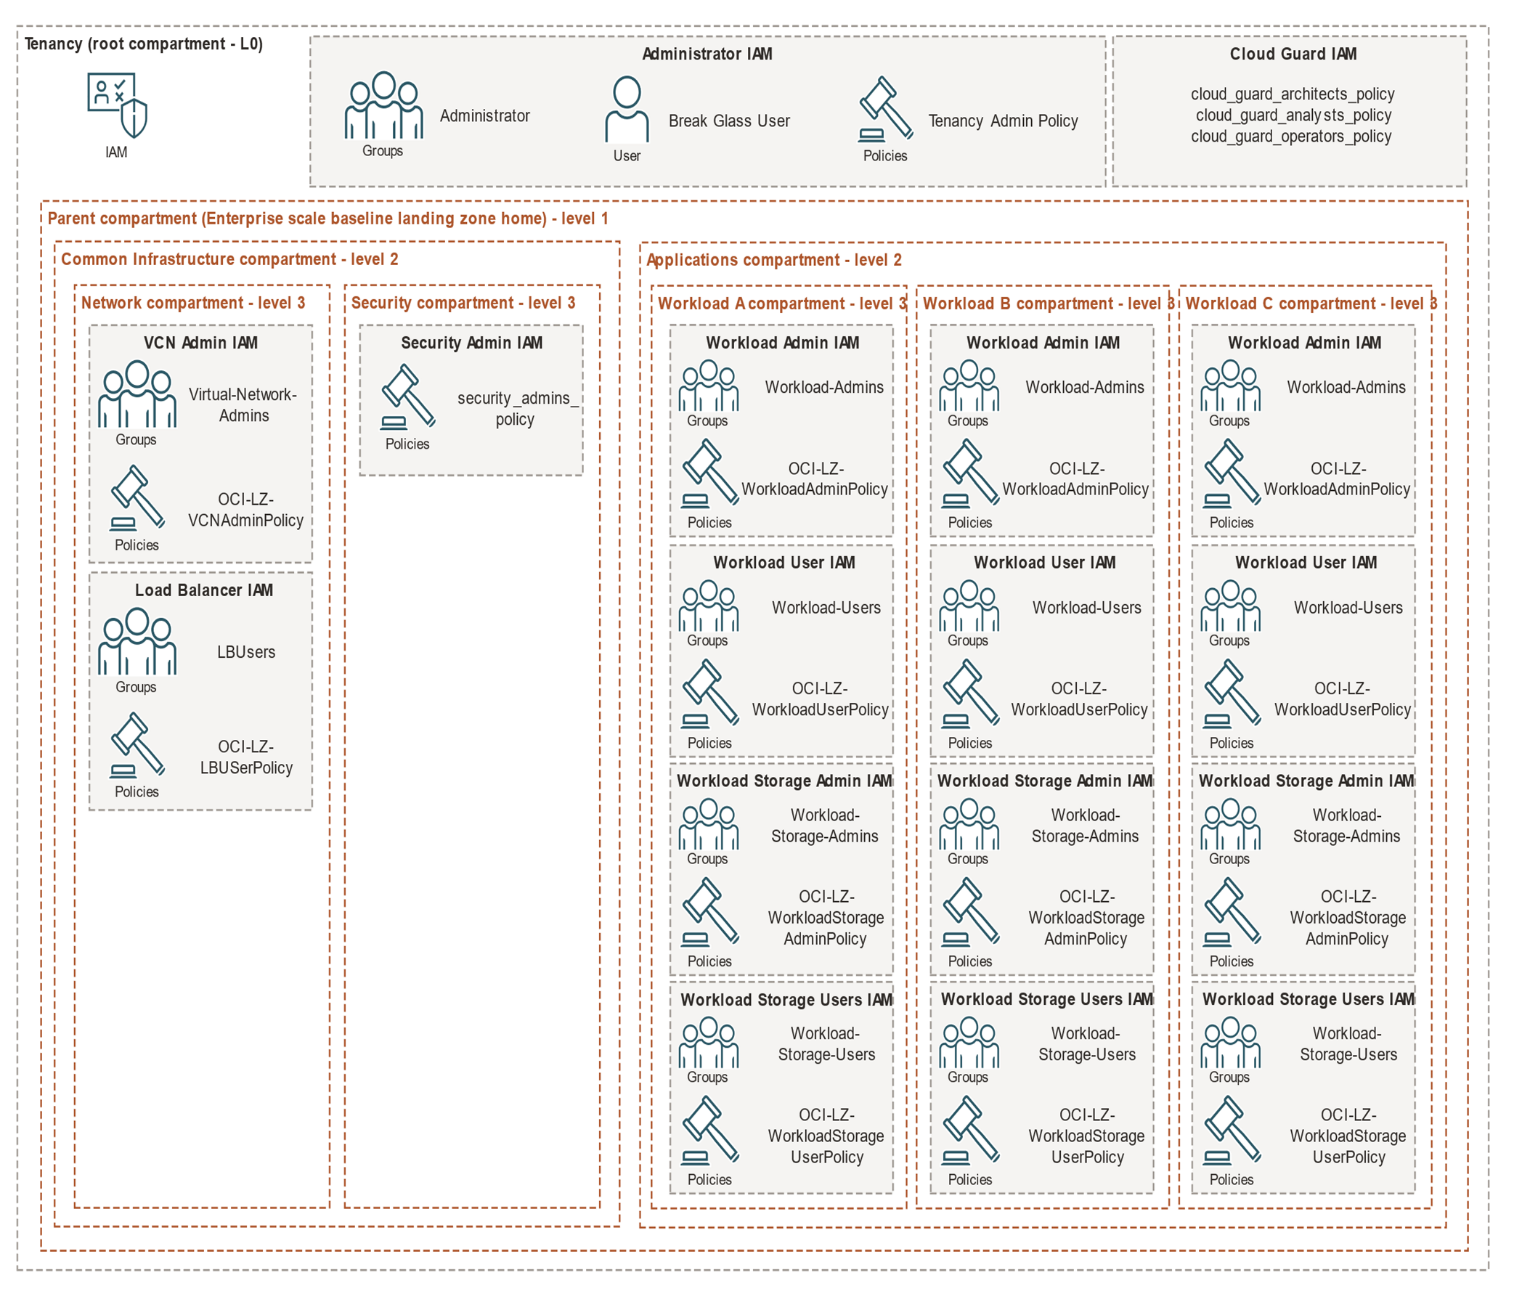 Tenancy (root compartment - L0)
IAM
Administrator IAM
Groups
Administrator
User
Break Glass User
Policies
Tenancy Admin Policy
Cloud Guard IAM
cloud_guard_architects_policy
cloud_guard_analysts_policy
cloud_guard_operators_policy
Parent compartment (Enterprise scale baseline landing zone home) - level 1
Common Infrastructure compartment - level 2
Network compartment - level 3
VCN Admin IAM
Virtual-Network-
Admins
Groups
OCI-LZ-
VCNAdminPolicy
Policies
Load Balancer IAM
LBUsers
Groups
OCI-LZ-
LBUSerPolicy
Policies
Security compartment - level 3
Security Admin IAM
security_admins_
policy
Policies
Applications compartment - level 2
Workload A compartment - level 3
Workload Admin IAM
Workload-Admins
Groups
OCI-LZ-
WorkloadAdminPolicy
Policies
Workload User IAM
Workload-Users
Groups
OCI-LZ-
WorkloadUserPolicy
Policies
Workload Storage Admin IAM
Workload-
Storage-Admins
Groups
OCI-LZ-
WorkloadStorage
AdminPolicy
Policies
Workload Storage Users IAM
Workload-
Storage-Users
Groups
OCI-LZ-
WorkloadStorage
UserPolicy
Policies
Workload B compartment - level 3
Workload Admin IAM
Workload-Admins
Groups
OCI-LZ-
WorkloadAdminPolicy
Policies
Workload User IAM
Workload-Users
Groups
OCI-LZ-
WorkloadUserPolicy
Policies
Workload Storage Admin IAM
Workload-
Storage-Admins
Groups
OCI-LZ-
WorkloadStorage
AdminPolicy
Policies
Workload Storage Users IAM
Workload-
Storage-Users
Groups
OCI-LZ-
WorkloadStorage
UserPolicy
Policies
Workload C compartment - level 3
Workload Admin IAM
Workload-Admins
Groups
OCI-LZ-
WorkloadAdminPolicy
Policies
Workload User IAM
Workload-Users
Groups
OCI-LZ-
WorkloadUserPolicy
Policies
Workload Storage Admin IAM
Workload-
Storage-Admins
Groups
OCI-LZ-
WorkloadStorage
AdminPolicy
Policies
Workload Storage Users IAM
Workload-
Storage-Users
Groups
OCI-LZ-
WorkloadStorage
UserPolicy
Policies